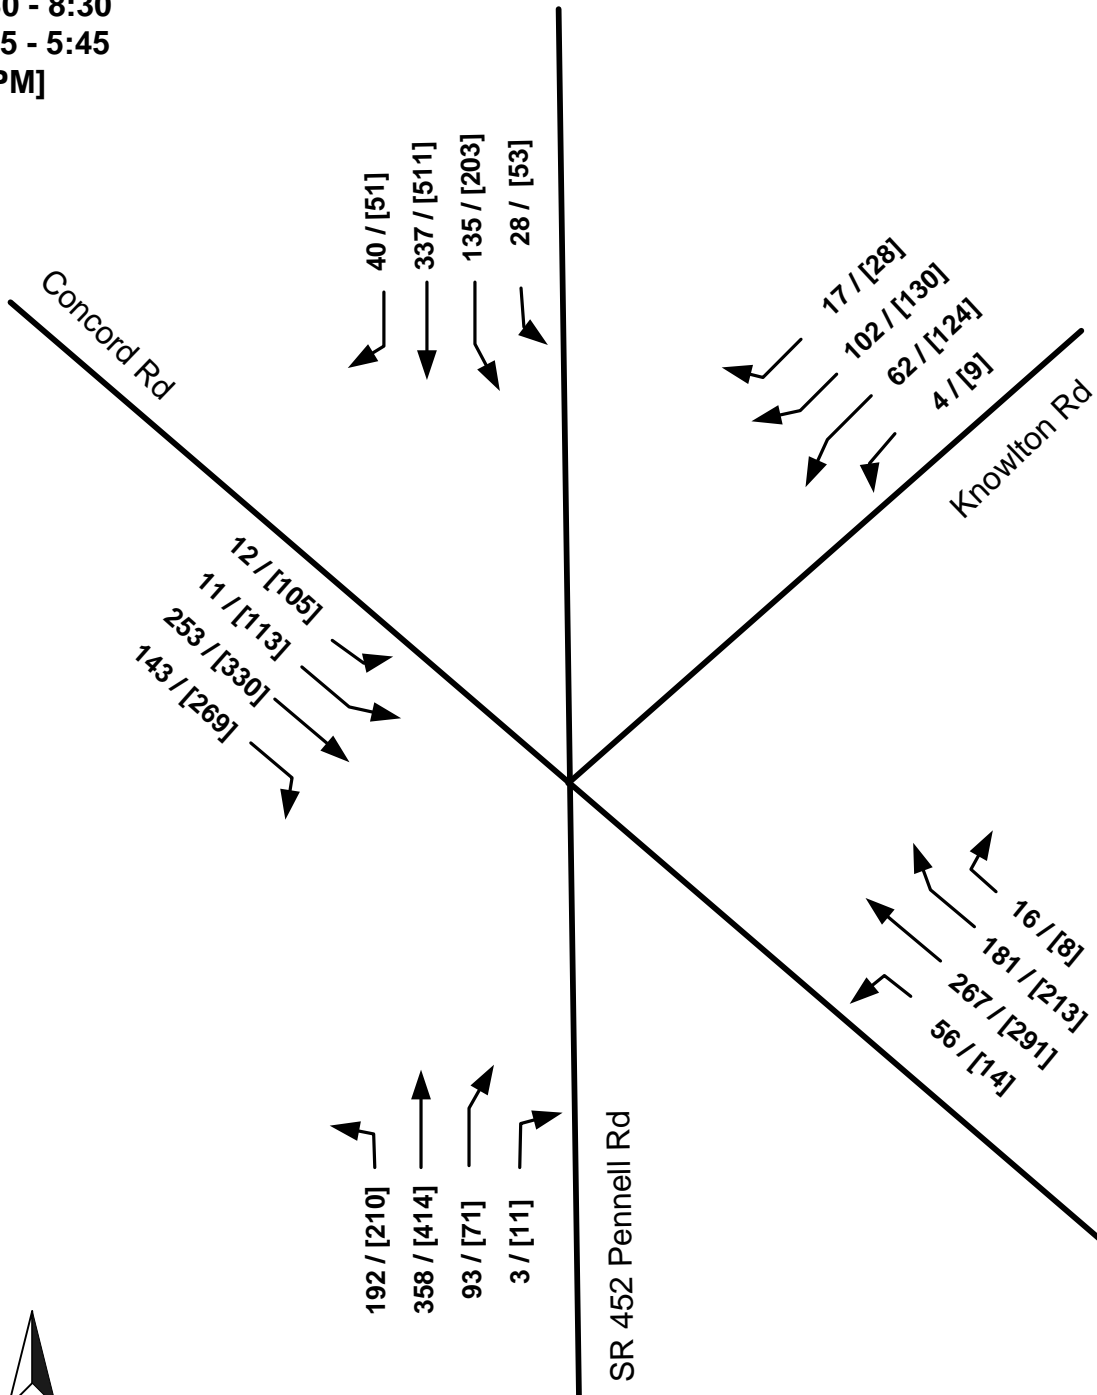 - 8:30
5 - 5:45
PM]
40 / [51]
337 / [511]
135 / [203]
28 / [53]
17 / [28]
102 / [130]
62 / [124]
4 / [9]
Concord Rd
Knowlton Rd
12 / [105]
11 / [113]
253 / [330]
143 / [269]
16 / [8]
181 / [213]
267 / [291]
56 / [14]
192 / [210]
358 / [414]
93 / [71]
3 / [11]
SR 452 Pennell Rd